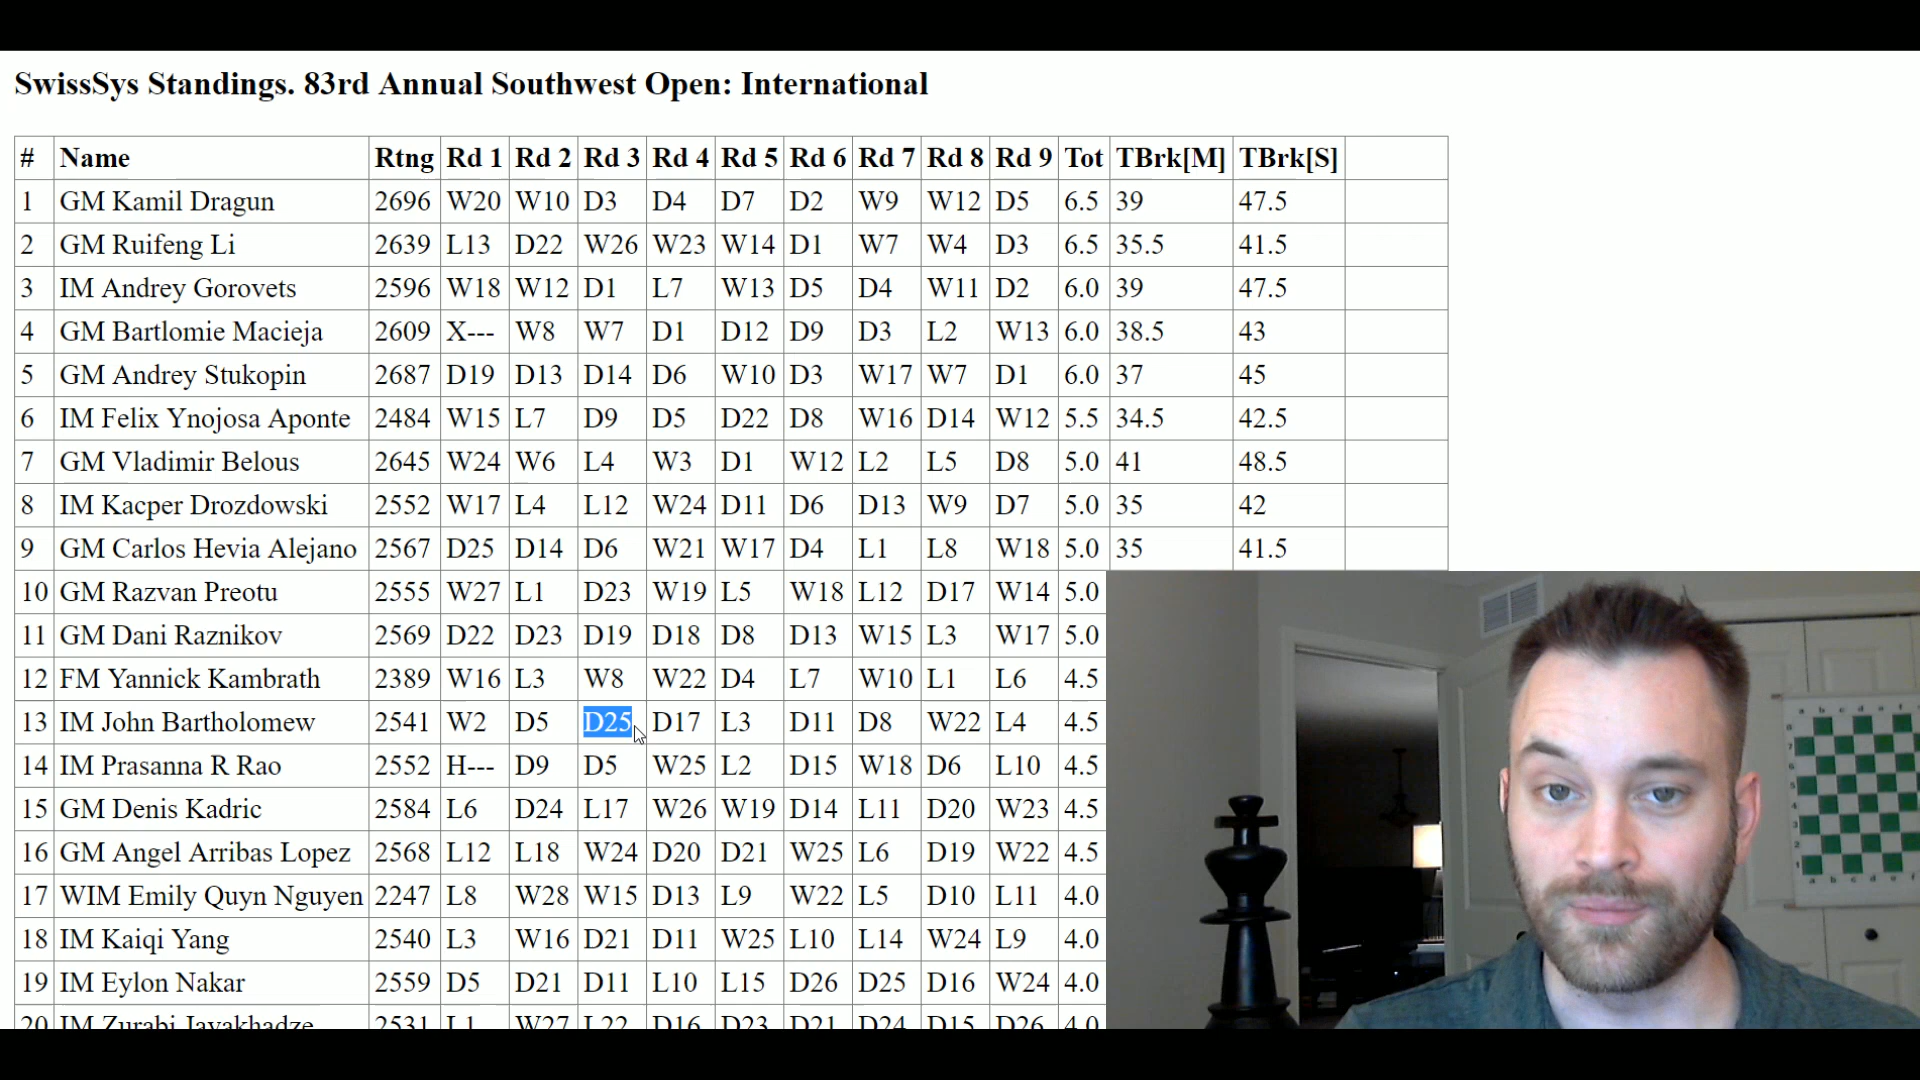 SwissSys Standings. 83rd Annual Southwest Open: International
# Name Rtng Rd 1 Rd 2 Rd 3 Rd 4 Rd 5 Rd 6 Rd 7 Rd 8 Rd 9 Tot TBrk[M] TBrk[S]
1 GM Kamil Dragun 2696 W20 W10 D3 D4 D7 D2 W9 W12 D5 6.5 39 47.5
2 GM Ruifeng Li 2639 L13 D22 W26 W23 W14 D1 W7 W4 D3 6.5 35.5 41.5
3 IM Andrey Gorovets 2596 W18 W12 D1 L7 W13 D5 D4 W11 D2 6.0 39 47.5
4 GM Bartlomie Macieja 2609 X--- W8 W7 D1 D12 D9 D3 L2 W13 6.0 38.5 43
5 GM Andrey Stukopin 2687 D19 D13 D14 D6 W10 D3 W17 W7 D1 6.0 37 45
6 IM Felix Ynojosa Aponte 2484 W15 L7 D9 D5 D22 D8 W16 D14 W12 5.5 34.5 42.5
7 GM Vladimir Belous 2645 W24 W6 L4 W3 D1 W12 L2 L5 D8 5.0 41 48.5
8 IM Kacper Drozdowski 2552 W17 L4 L12 W24 D11 D6 D13 W9 D7 5.0 35 42
9 GM Carlos Hevia Alejano 2567 D25 D14 D6 W21 W17 D4 L1 L8 W18 5.0 35 41.5
10 GM Razvan Preotu 2555 W27 L1 D23 W19 L5 W18 L12 D17 W14 5.0
11 GM Dani Raznikov 2569 D22 D23 D19 D18 D8 D13 W15 L3 W17 5.0
12 FM Yannick Kambrath 2389 W16 L3 W8 W22 D4 L7 W10 L1 L6 4.5
13 IM John Bartholomew 2541 W2 D5 D25 D17 L3 D11 D8 W22 L4 4.5
14 IM Prasanna R Rao 2552 H--- D9 D5 W25 L2 D15 W18 D6 L10 4.5
15 GM Denis Kadric 2584 L6 D24 L17 W26 W19 D14 L11 D20 W23 4.5
16 GM Angel Arribas Lopez 2568 L12 L18 W24 D20 D21 W25 L6 D19 W22 4.5
17 WIM Emily Quyn Nguyen 2247 L8 W28 W15 D13 L9 W22 L5 D10 L11 4.0
18 IM Kaiqi Yang 2540 L3 W16 D21 D11 W25 L10 L14 W24 L9 4.0
19 IM Eylon Nakar 2559 D5 D21 D11 L10 L15 D26 D25 D16 W24 4.0
20 IM Zurabi Javakhadze 2531 L1 W27 L22 D16 D23 D21 D24 D15 D26 4.0